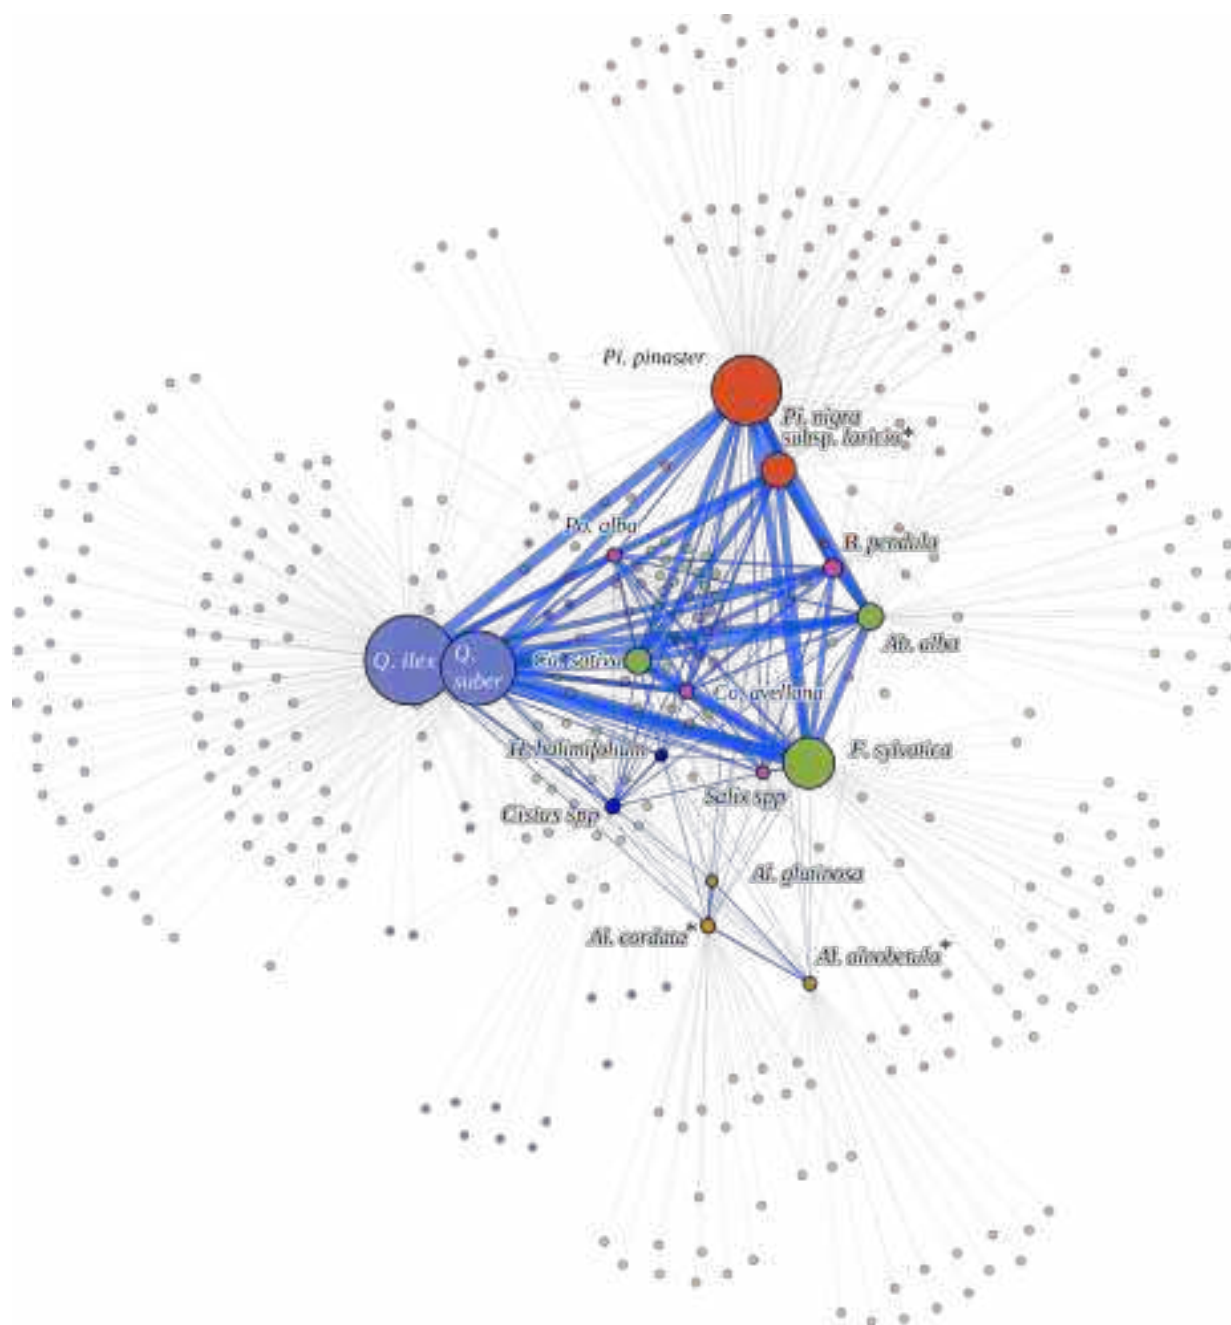 Pi. pinaster
Pi. nigra
subsp. laricio*
Po. alba
B. pendula
Q. ilex
Q.
suber
Ca. sativa
Ab. alba
Co. avellana
H. halimifolium
F. sylvatica
Salix spp
Cistus spp
Al. glutinosa
Al. cordata*
Al. alnobetula*